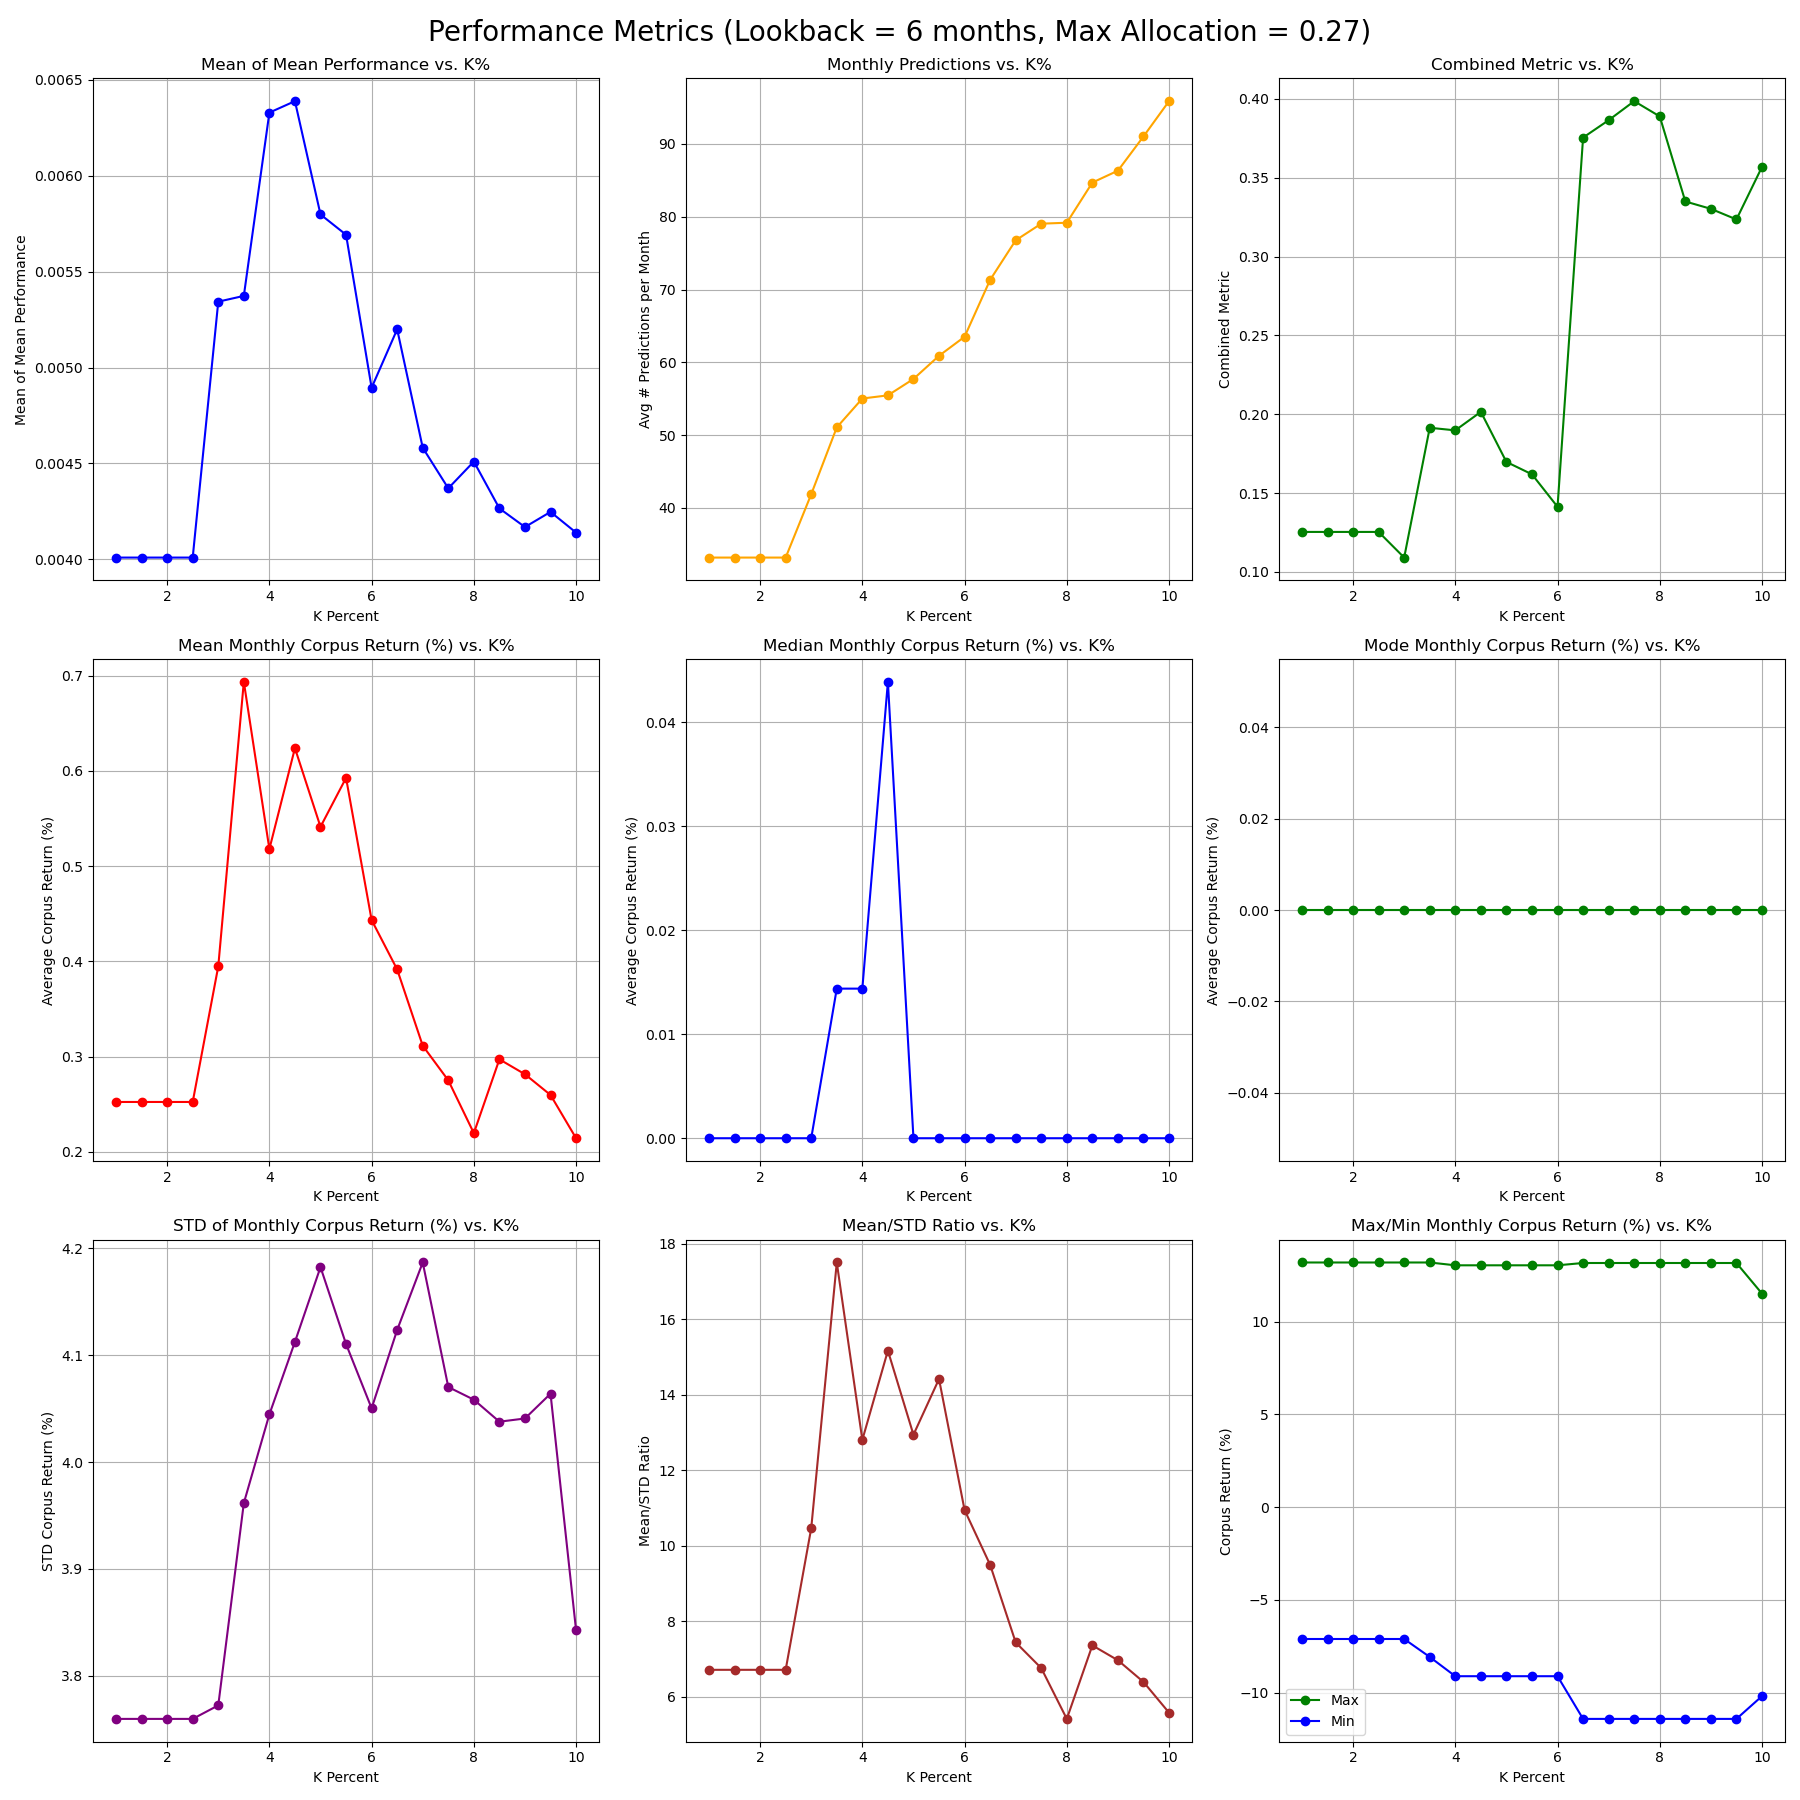 Performance Metrics (Lookback = 6 months, Max Allocation = 0.27)
Mean of Mean Performance vs. K%
Mean of Mean Performance
0.0065
0.0060
0.0055
0.0050
0.0045
0.0040
2 4 6 8 10
K Percent
Monthly Predictions vs. K%
Avg # Predictions per Month
90
80
70
60
50
40
2 4 6 8 10
K Percent
Combined Metric vs. K%
Combined Metric
0.40
0.35
0.30
0.25
0.20
0.15
0.10
2 4 6 8 10
K Percent
Mean Monthly Corpus Return (%) vs. K%
Average Corpus Return (%)
0.7
0.6
0.5
0.4
0.3
0.2
2 4 6 8 10
K Percent
Median Monthly Corpus Return (%) vs. K%
Average Corpus Return (%)
0.04
0.03
0.02
0.01
0.00
2 4 6 8 10
K Percent
Mode Monthly Corpus Return (%) vs. K%
Average Corpus Return (%)
0.04
0.02
0.00
−0.02
−0.04
2 4 6 8 10
K Percent
STD of Monthly Corpus Return (%) vs. K%
STD Corpus Return (%)
4.2
4.1
4.0
3.9
3.8
2 4 6 8 10
K Percent
Mean/STD Ratio vs. K%
Mean/STD Ratio
18
16
14
12
10
8
6
2 4 6 8 10
K Percent
Max/Min Monthly Corpus Return (%) vs. K%
Corpus Return (%)
10
5
0
−5
−10
Max
Min
2 4 6 8 10
K Percent